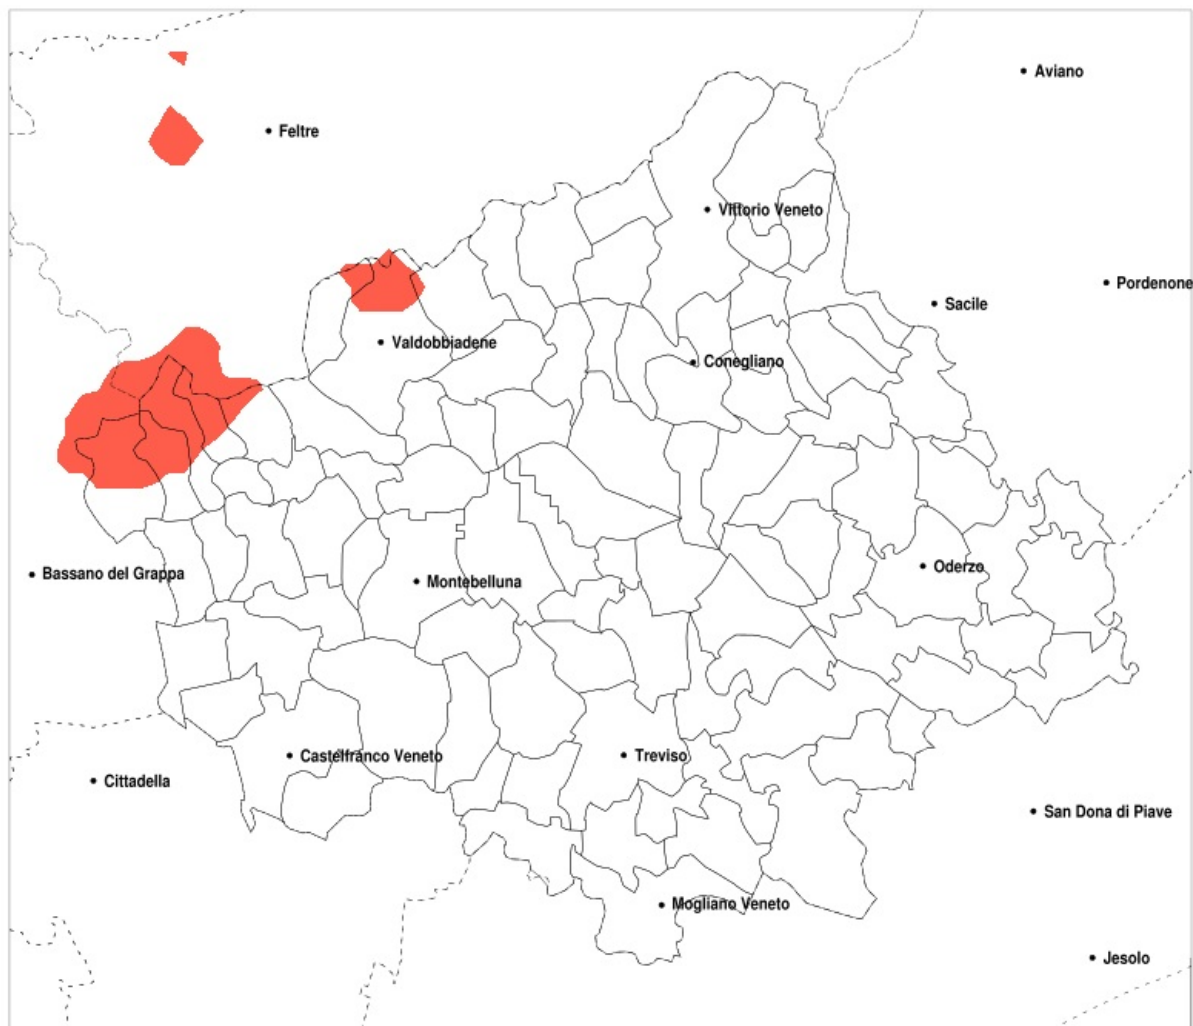 Aviano
Feltre
Vittorio Veneto
Pordenone
Sacile
Valdobbiadene
Conegliano
Oderzo
Bassano del Grappa
Montebelluna
Castelfranco Veneto
Treviso
Cittadella
San Dona di Piave
Mogliano Veneto
Jesolo